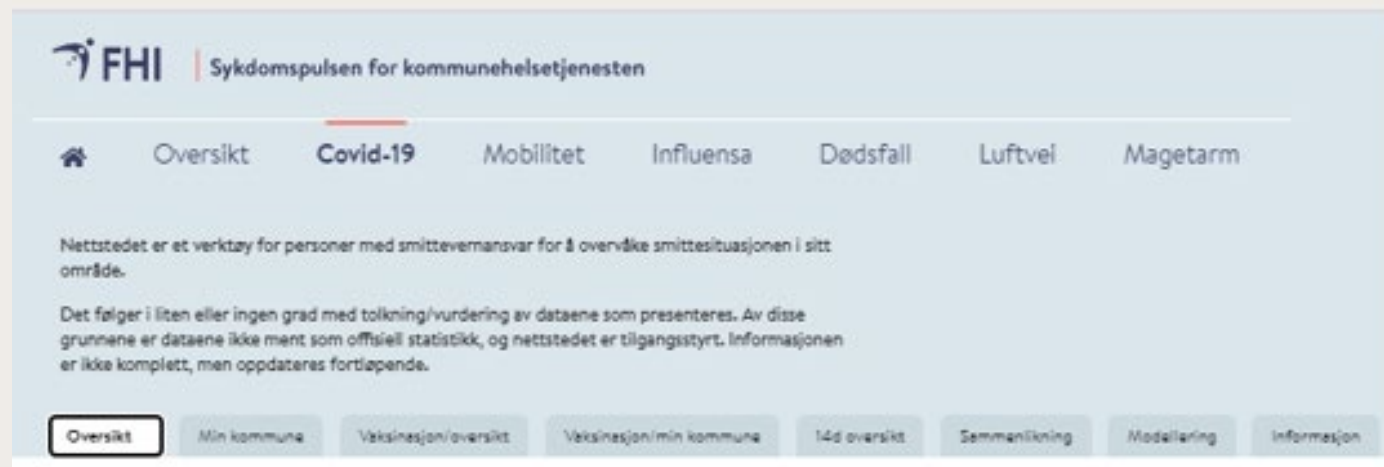 FHI | Sykdomspulsen for kommunehelsetjenesten
Oversikt Covid-19 Mobilitet Influensa Dødsfall Luftvei Magetarm
Nettstedet er et verktøy for personer med smittevernansvar for å overvåke smittesituasjonen i sitt
område.
Det følger i liten eller ingen grad med tolkning/vurdering av dataene som presenteres. Av disse
grunnene er dataene ikke ment som offisiell statistikk, og nettstedet er tilgangsstyrt. Informasjonen
er ikke komplett, men oppdateres fortløpende.
Oversikt Min kommune Vaksinasjon/oversikt Vaksinasjon/min kommune 14d oversikt Sammenlikning Modellering Informasjon